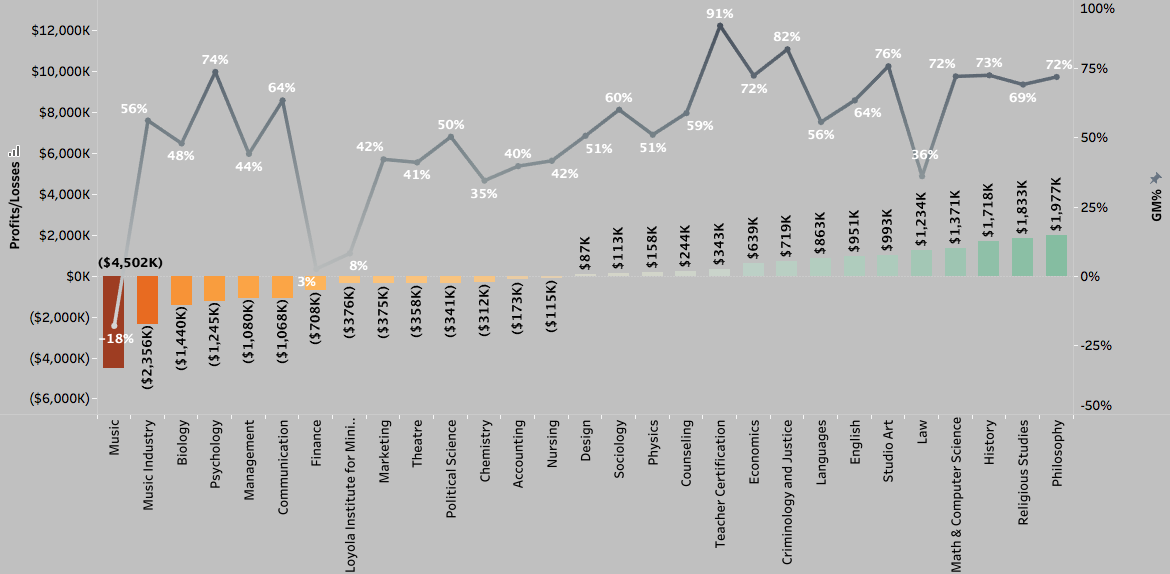 $12,000K
$10,000K
$8,000K
$6,000K
$4,000K
$2,000K
$0K
($2,000K)
($4,000K)
($6,000K)
Profits/Losses
100%
75%
50%
25%
0%
-25%
-50%
GM%
-18%
56%
48%
74%
44%
64%
3%
8%
42%
41%
50%
35%
40%
42%
51%
60%
51%
59%
91%
72%
82%
56%
64%
76%
36%
72%
73%
69%
72%
($4,502K)
($2,356K)
($1,440K)
($1,245K)
($1,080K)
($1,068K)
($708K)
($376K)
($375K)
($358K)
($341K)
($312K)
($173K)
($115K)
$87K
$113K
$158K
$244K
$343K
$639K
$719K
$863K
$951K
$993K
$1,234K
$1,371K
$1,718K
$1,833K
$1,977K
Music
Music Industry
Biology
Psychology
Management
Communication
Finance
Loyola Institute for Mini..
Marketing
Theatre
Political Science
Chemistry
Accounting
Nursing
Design
Sociology
Physics
Counseling
Teacher Certification
Economics
Criminology and Justice
Languages
English
Studio Art
Law
Math & Computer Science
History
Religious Studies
Philosophy